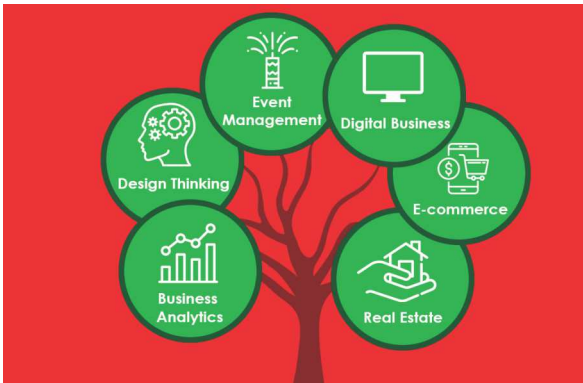 Event
Management
Digital Business
Design Thinking
E-commerce
$
Business
Analytics
Real Estate